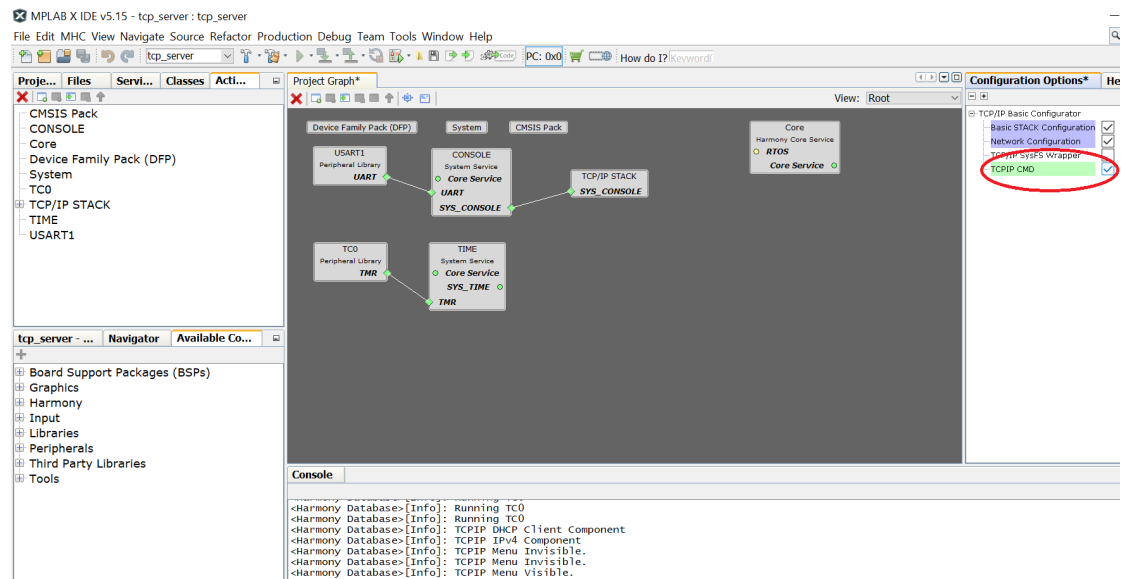 MPLAB X IDE v5.15 - tcp_server : tcp_server
File Edit MHC View Navigate Source Refactor Production Debug Team Tools Window Help
tcp_server
PC: 0x0
How do I?
Keyword(
Proje... Files Servi... Classes Acti...
CMSIS Pack
CONSOLE
Core
Device Family Pack (DFP)
System
TC0
TCP/IP STACK
TIME
USART1
tcp_server - ... Navigator Available Co...
Board Support Packages (BSPs)
Graphics
Harmony
Input
Libraries
Peripherals
Third Party Libraries
Tools
Project Graph*
View: Root
Device Family Pack (DFP)
System
CMSIS Pack
USART1
Peripheral Library
UART
CONSOLE
System Service
Core Service
UART
SYS_CONSOLE
TCP/IP STACK
SYS_CONSOLE
Core
Harmony Core Service
RTOS
Core Service
TC0
Peripheral Library
TMR
TIME
System Service
Core Service
SYS_TIME
TMR
Configuration Options* He
TCP/IP Basic Configurator
Basic STACK Configuration
Network Configuration
TCP/IP SysFS Wrapper
TCPIP CMD
Console
<Harmony Database>[Info]: Running TC0
<Harmony Database>[Info]: Running TC0
<Harmony Database>[Info]: Running TC0
<Harmony Database>[Info]: TCPIP DHCP Client Component
<Harmony Database>[Info]: TCPIP IPv4 Component
<Harmony Database>[Info]: TCPIP Menu Invisible.
<Harmony Database>[Info]: TCPIP Menu Invisible.
<Harmony Database>[Info]: TCPIP Menu Visible.